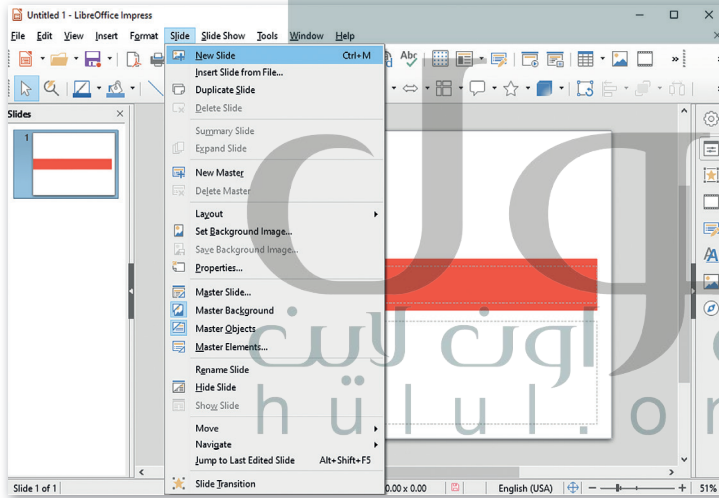 Untitled 1 - LibreOffice Impress
File Edit View Insert Format Slide Slide Show Tools Window Help
Slides
1
New Slide Ctrl+M
Insert Slide from File...
Duplicate Slide
Delete Slide
Summary Slide
Expand Slide
New Master
Delete Master
Layout
Set Background Image...
Save Background Image...
Properties...
Master Slide...
Master Background
Master Objects
Master Elements...
Rename Slide
Hide Slide
Show Slide
Move
Navigate
Jump to Last Edited Slide Alt+Shift+F5
Slide Transition
اون لاين
hülul.or
Slide 1 of 1 0.00 x 0.00 English (USA) 51%